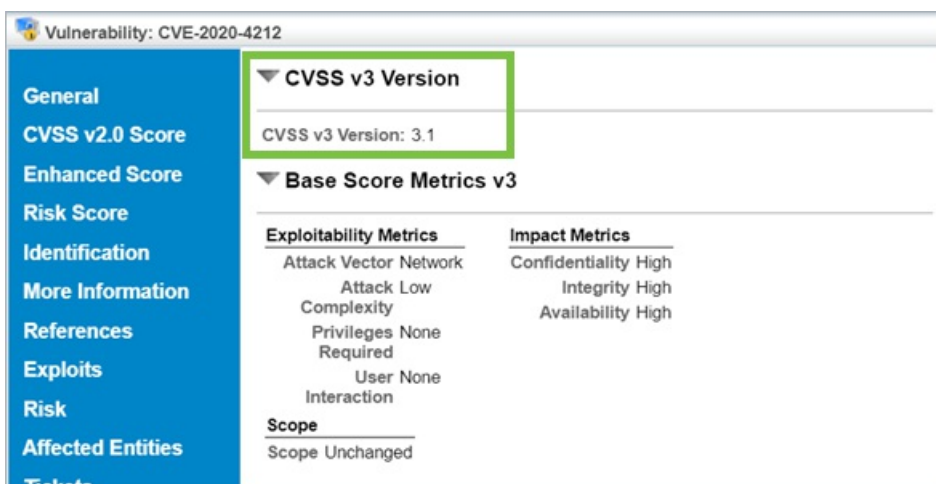 Vulnerability: CVE-2020-4212
General
CVSS v2.0 Score
Enhanced Score
Risk Score
Identification
More Information
References
Exploits
Risk
Affected Entities
Tickets
CVSS v3 Version
CVSS v3 Version: 3.1
Base Score Metrics v3
Exploitability Metrics
Attack Vector Network
Attack Low
Complexity
Privileges None
Required
User None
Interaction
Scope
Scope Unchanged
Impact Metrics
Confidentiality High
Integrity High
Availability High